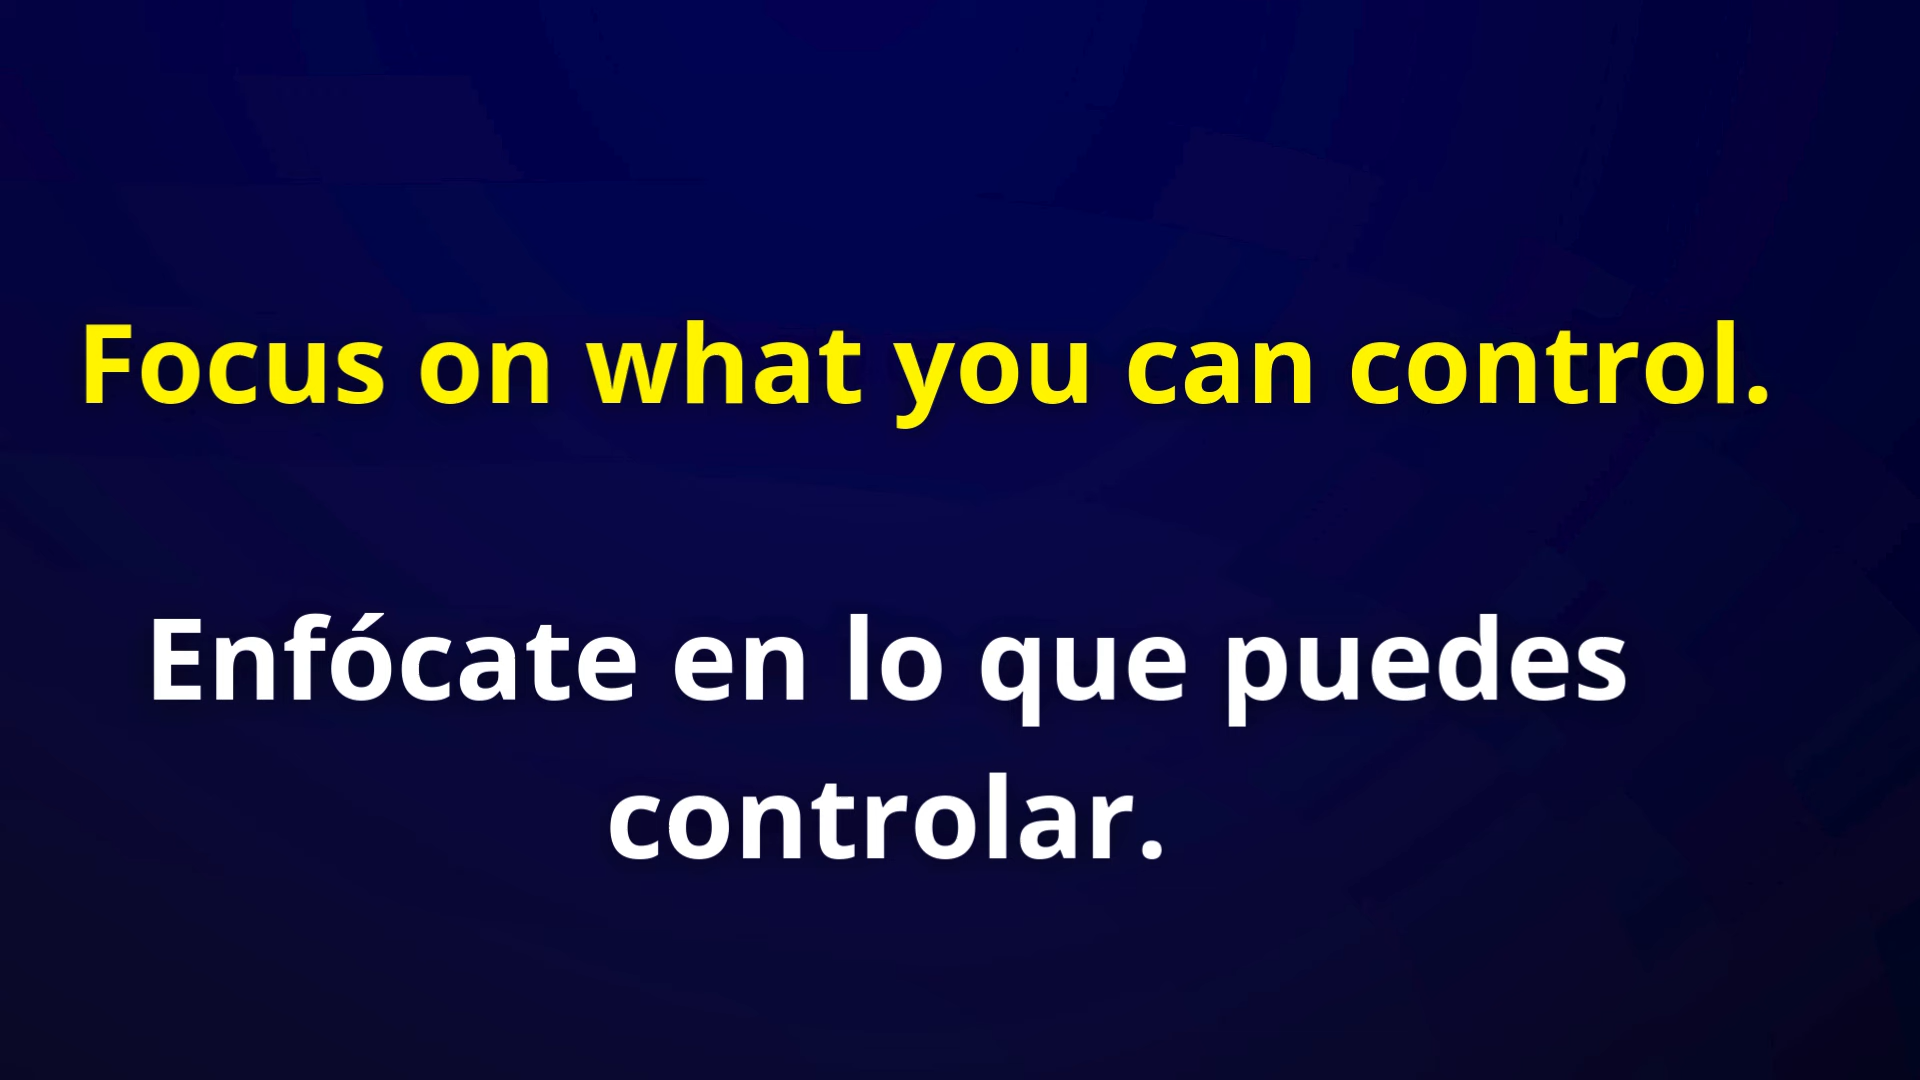 Focus on what you can control.
Enfócate en lo que puedes
controlar.